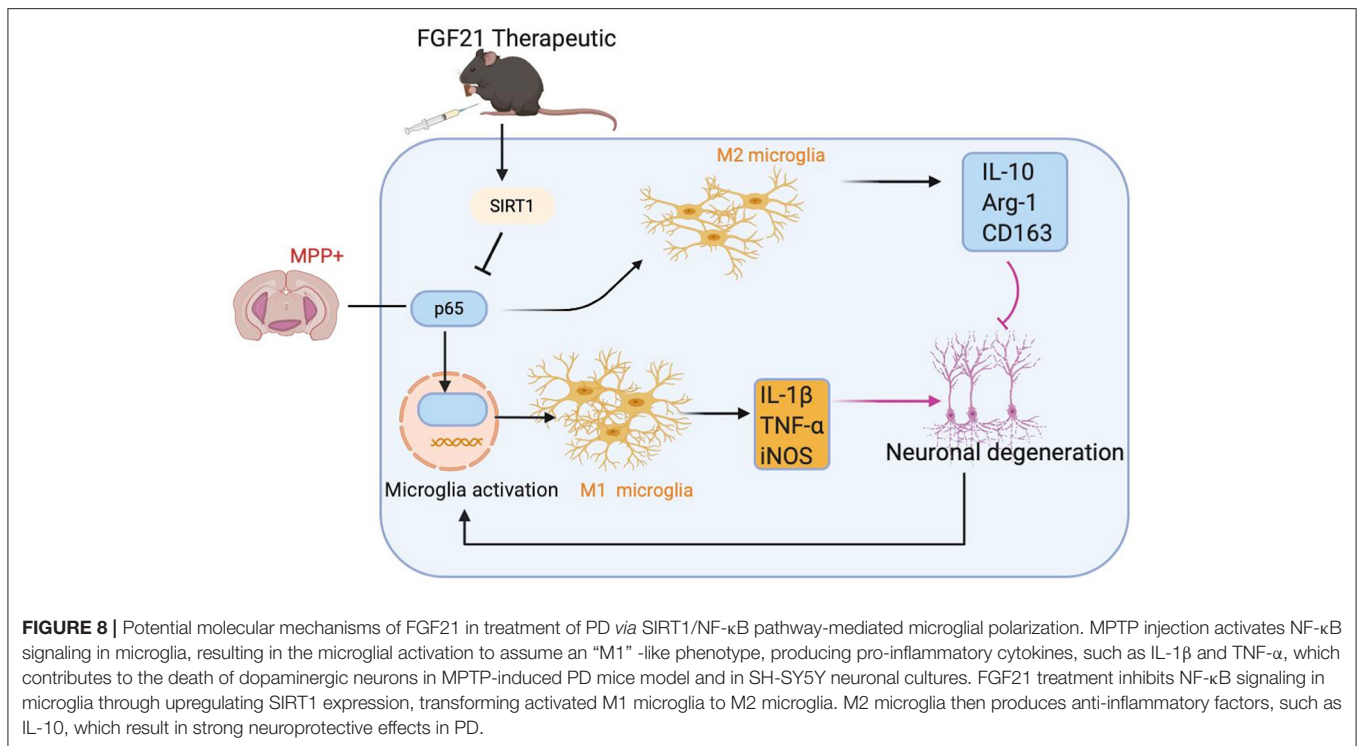 FGF21 Therapeutic
M2 microglia
IL-10
Arg-1
CD163
SIRT1
MPP+
p65
IL-1β
TNF-α
iNOS
Neuronal degeneration
Microglia activation
M1 microglia
FIGURE 8 | Potential molecular mechanisms of FGF21 in treatment of PD via SIRT1/NF-κB pathway-mediated microglial polarization. MPTP injection activates NF-κB
signaling in microglia, resulting in the microglial activation to assume an “M1” -like phenotype, producing pro-inflammatory cytokines, such as IL-1β and TNF-α, which
contributes to the death of dopaminergic neurons in MPTP-induced PD mice model and in SH-SY5Y neuronal cultures. FGF21 treatment inhibits NF-κB signaling in
microglia through upregulating SIRT1 expression, transforming activated M1 microglia to M2 microglia. M2 microglia then produces anti-inflammatory factors, such as
IL-10, which result in strong neuroprotective effects in PD.